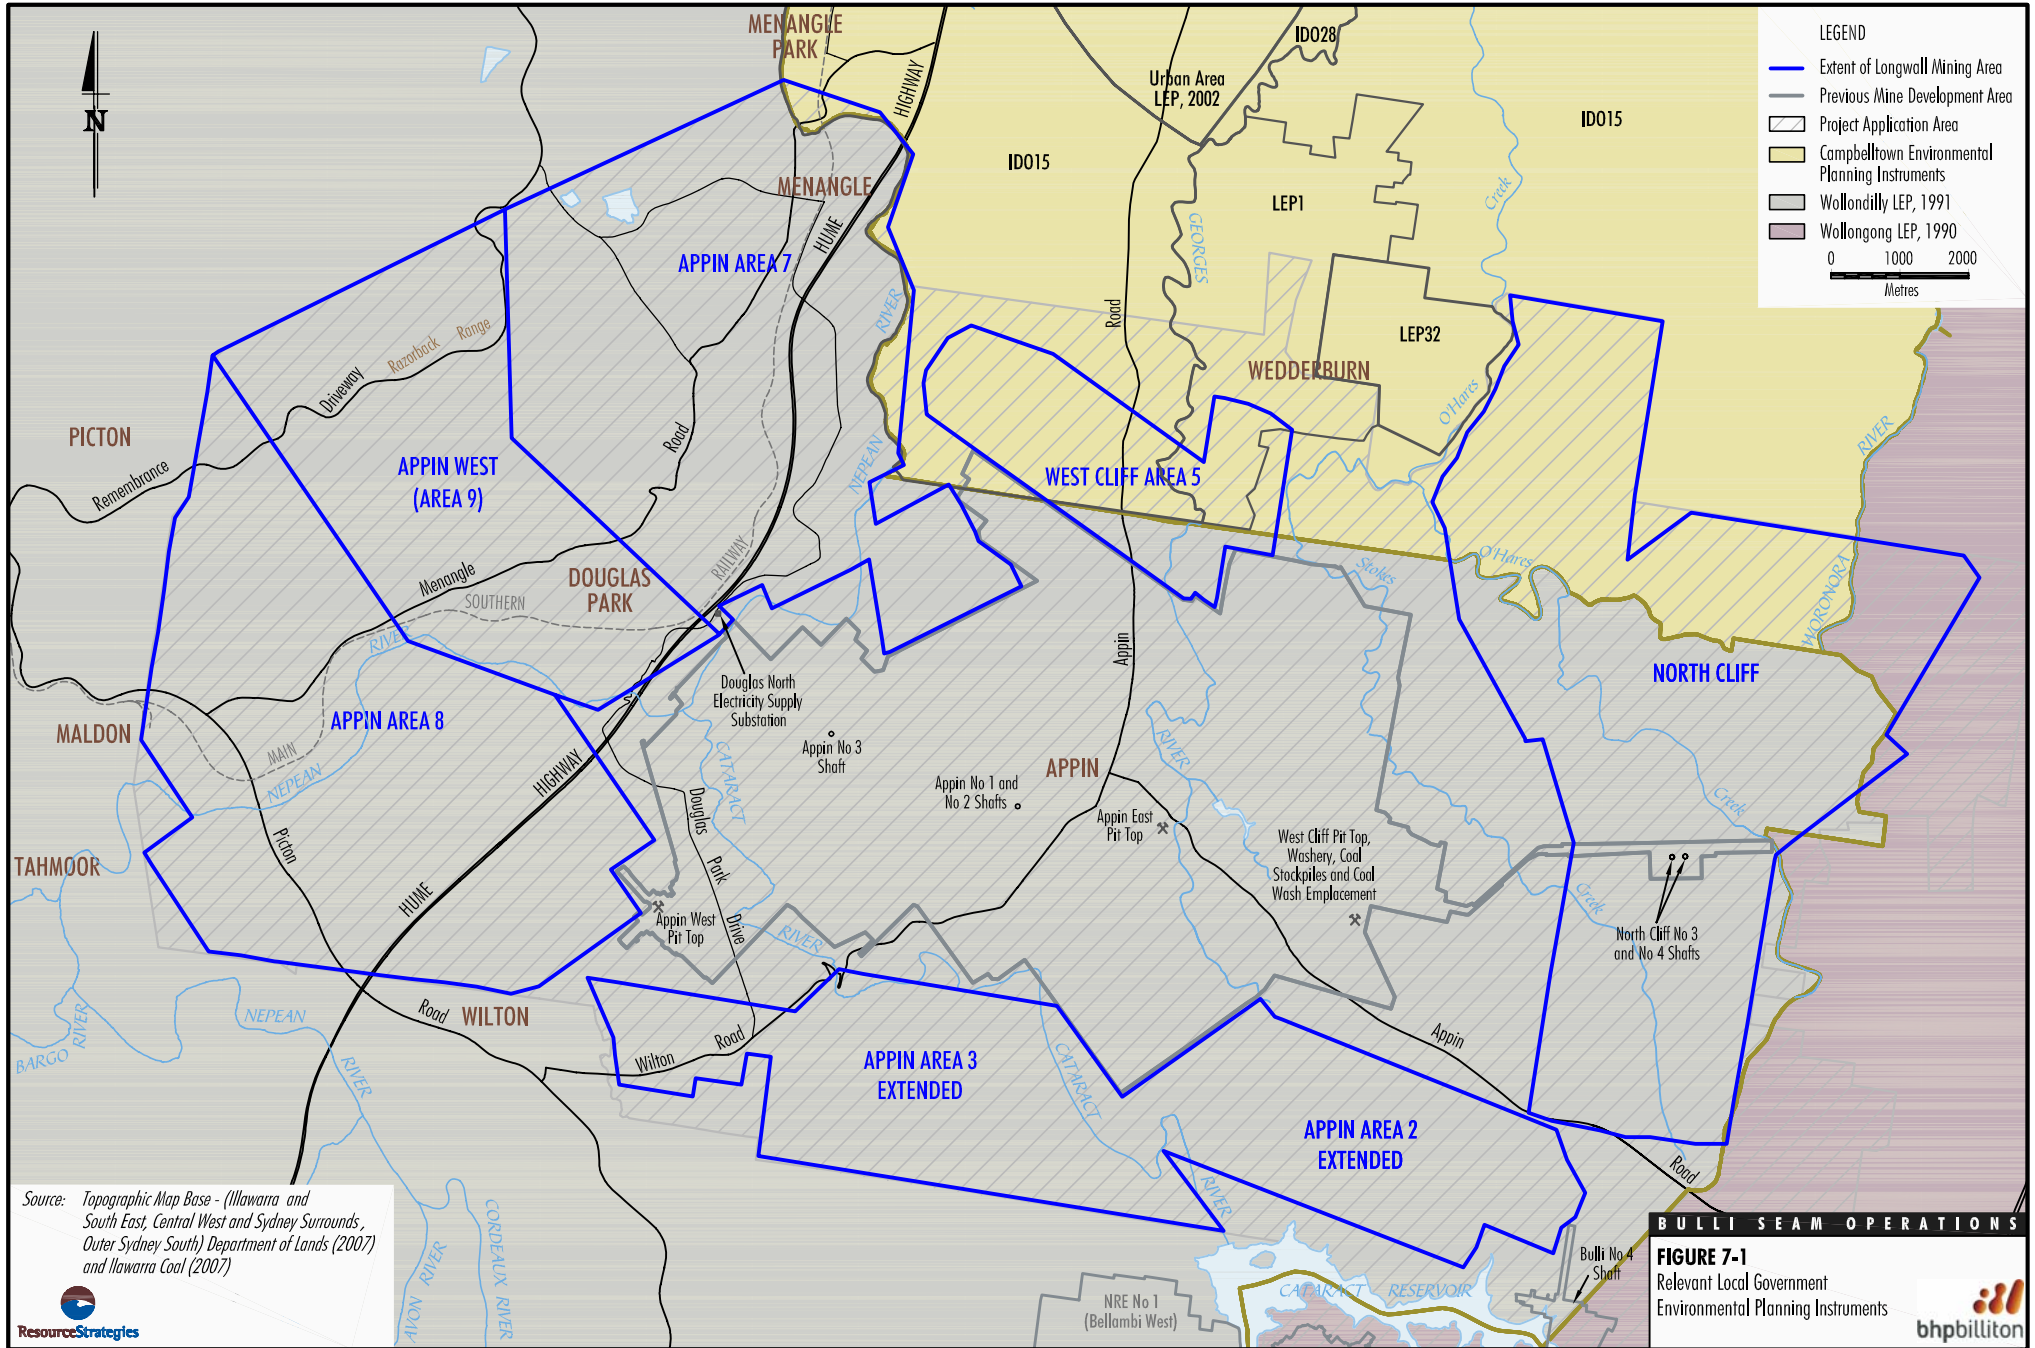 MENANGLE
PARK
HIGHWAY
IDO28
Urban Area
LEP, 2002
IDO15
IDO15
LEGEND
Extent of Longwall Mining Area
Previous Mine Development Area
Project Application Area
Campbelltown Environmental
Planning Instruments
Wollondilly LEP, 1991
Wollongong LEP, 1990
0 1000 2000
Metres
N
MENANGLE
HUME
LEP1
Creek
GEORGES
APPIN AREA 7
RIVER
Road
LEP32
WEDDERBURN
O'Hares
Razorback Range
Driveway
PICTON
Remembrance
Road
APPIN WEST
(AREA 9)
NEPEAN
WEST CLIFF AREA 5
RIVER
O'Hares
Stokes
WORONORA
Menangle
RAILWAY
DOUGLAS
PARK
SOUTHERN
RIVER
Appin
NORTH CLIFF
Douglas North
Electricity Supply
Substation
APPIN AREA 8
MALDON
MAIN
NEPEAN
HIGHWAY
CATARACT
Appin No 3
Shaft
APPIN
RIVER
Appin No 1 and
No 2 Shafts
Douglas
Park
Drive
Appin East
Pit Top
Creek
West Cliff Pit Top,
Washery, Coal
Stockpiles and Coal
Wash Emplacement
Picton
TAHMOOR
HUME
Appin West
Pit Top
RIVER
Creek
North Cliff No 3
and No 4 Shafts
NEPEAN
BARGO RIVER
Road
WILTON
Wilton Road
RIVER
APPIN AREA 3
EXTENDED
CATARACT
Appin
APPIN AREA 2
EXTENDED
Road
RIVER
AVON RIVER
CORDEAUX RIVER
Source: Topographic Map Base - (Illawarra and
South East, Central West and Sydney Surrounds,
Outer Sydney South) Department of Lands (2007)
and Ilawarra Coal (2007)
ResourceStrategies
NRE No 1
(Bellambi West)
CATARACT RESERVOIR
Bulli No 4
Shaft
BULLI SEAM OPERATIONS
FIGURE 7-1
Relevant Local Government
Environmental Planning Instruments
bhpbilliton